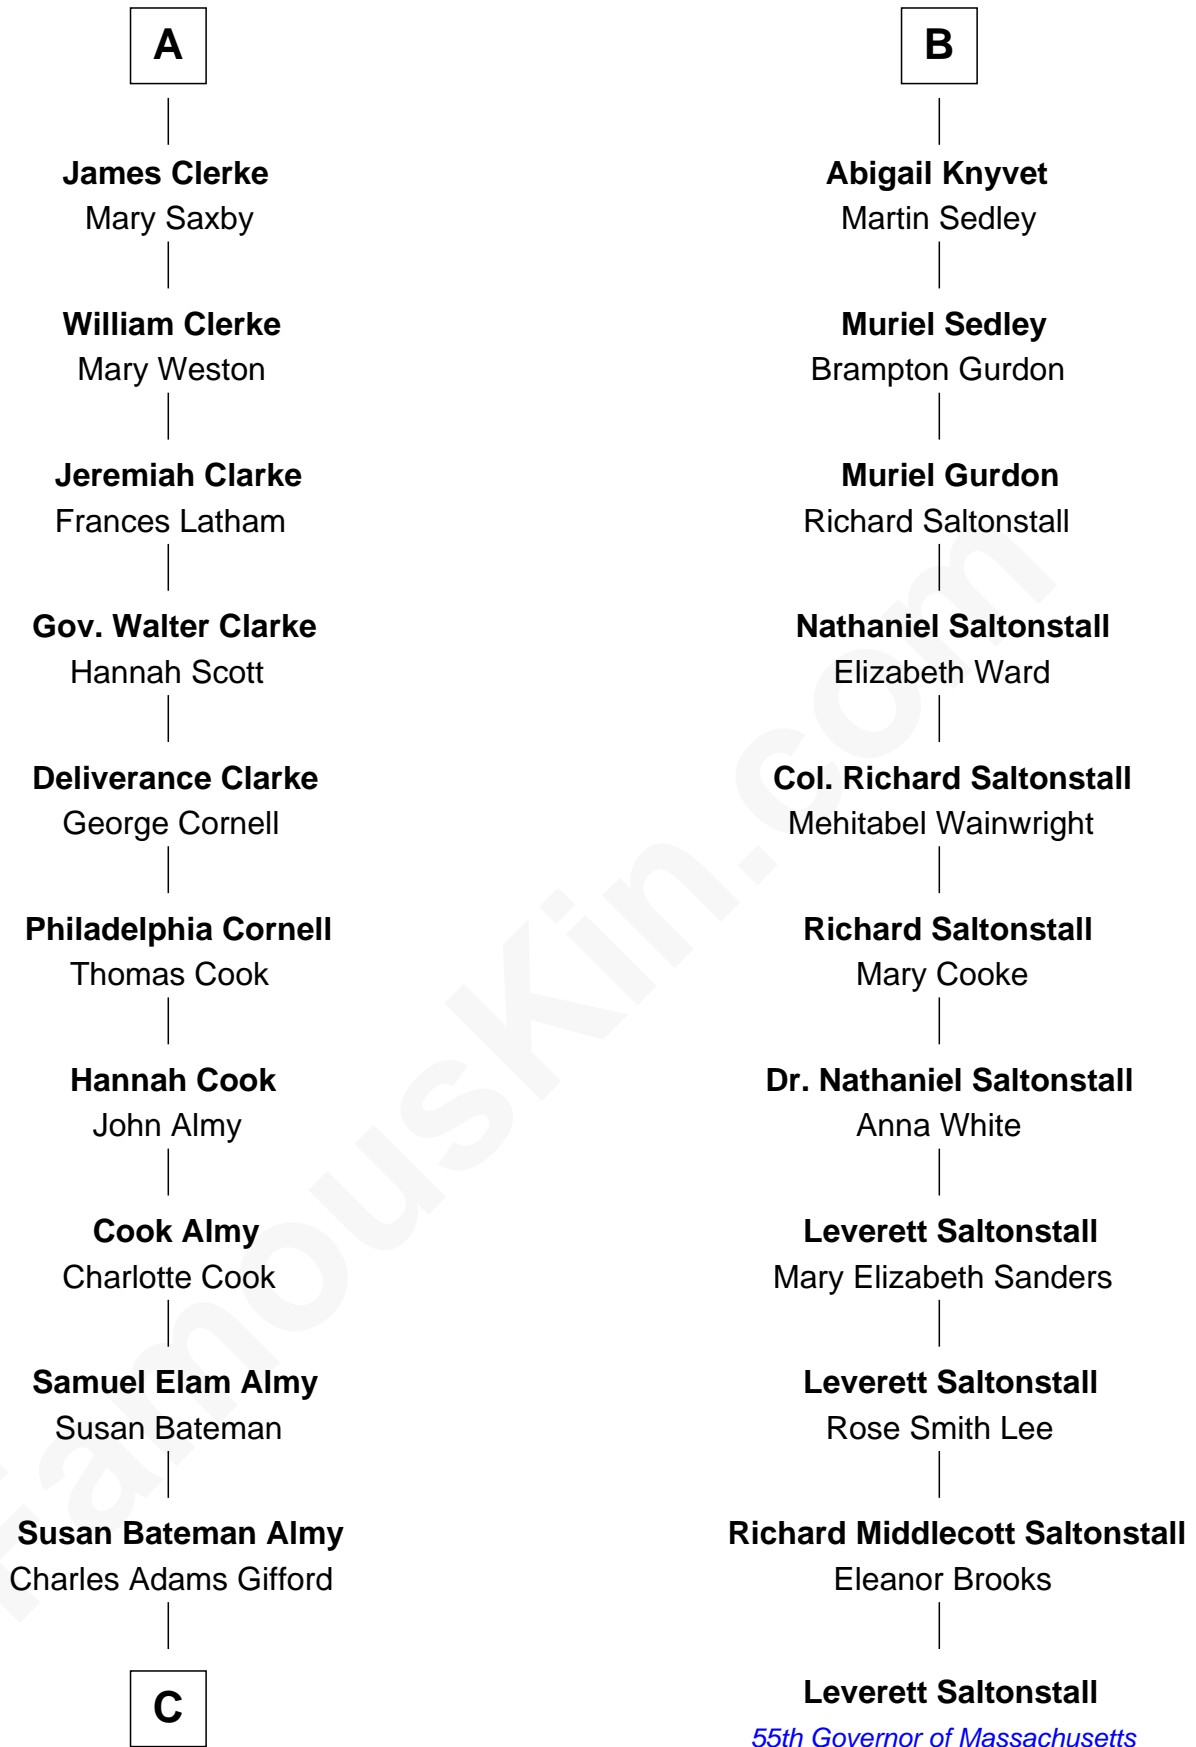 A
James Clerke
Mary Saxby
William Clerke
Mary Weston
Jeremiah Clarke
Frances Latham
Gov. Walter Clarke
Hannah Scott
Deliverance Clarke
George Cornell
Philadelphia Cornell
Thomas Cook
Hannah Cook
John Almy
Cook Almy
Charlotte Cook
Samuel Elam Almy
Susan Bateman
Susan Bateman Almy
Charles Adams Gifford
C
B
Abigail Knyvet
Martin Sedley
Muriel Sedley
Brampton Gurdon
Muriel Gurdon
Richard Saltonstall
Nathaniel Saltonstall
Elizabeth Ward
Col. Richard Saltonstall
Mehitabel Wainwright
Richard Saltonstall
Mary Cooke
Dr. Nathaniel Saltonstall
Anna White
Leverett Saltonstall
Mary Elizabeth Sanders
Leverett Saltonstall
Rose Smith Lee
Richard Middlecott Saltonstall
Eleanor Brooks
Leverett Saltonstall
55th Governor of Massachusetts
FamousKin.com